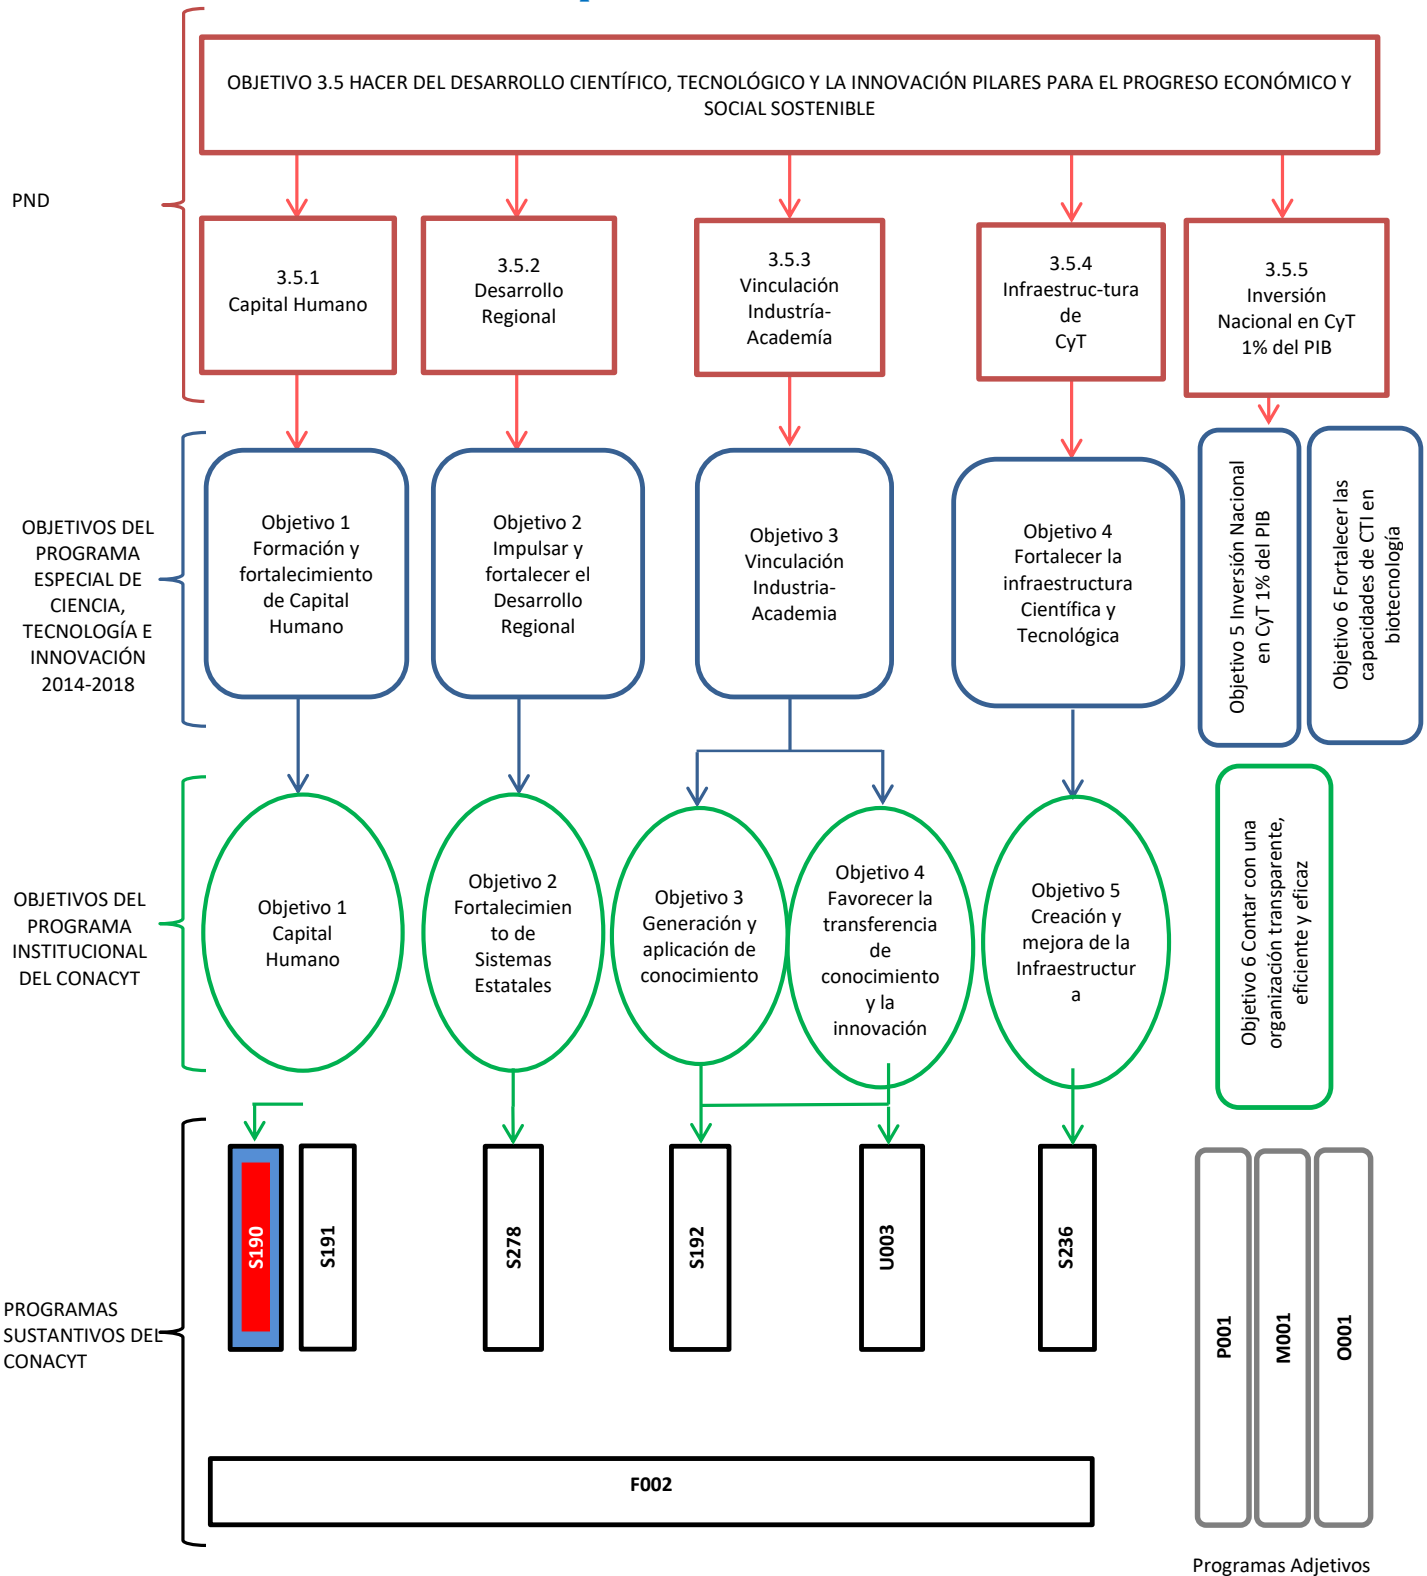 OBJETIVO 3.5 HACER DEL DESARROLLO CIENTÍFICO, TECNOLÓGICO Y LA INNOVACIÓN PILARES PARA EL PROGRESO ECONÓMICO Y
SOCIAL SOSTENIBLE
PND
3.5.1
Capital Humano
3.5.2
Desarrollo
Regional
3.5.3
Vinculación
Industría-
Academía
3.5.4
Infraestruc-tura
de
CyT
3.5.5
Inversión
Nacional en CyT
1% del PIB
OBJETIVOS DEL
PROGRAMA
ESPECIAL DE
CIENCIA,
TECNOLOGÍA E
INNOVACIÓN
2014-2018
Objetivo 1
Formación y
fortalecimiento
de Capital
Humano
Objetivo 2
Impulsar y
fortalecer el
Desarrollo
Regional
Objetivo 3
Vinculación
Industria-
Academia
Objetivo 4
Fortalecer la
infraestructura
Científica y
Tecnológica
Objetivo 5 Inversión Nacional
en CyT 1% del PIB
Objetivo 6 Fortalecer las
capacidades de CTI en
biotecnología
OBJETIVOS DEL
PROGRAMA
INSTITUCIONAL
DEL CONACYT
Objetivo 1
Capital
Humano
Objetivo 2
Fortalecimien
to de
Sistemas
Estatales
Objetivo 3
Generación y
aplicación de
conocimiento
Objetivo 4
Favorecer la
transferencia
de
conocimiento
y la
innovación
Objetivo 5
Creación y
mejora de la
Infraestructur
a
Objetivo 6 Contar con una
organización transparente,
eficiente y eficaz
PROGRAMAS
SUSTANTIVOS DEL
CONACYT
S190
S191
S278
S192
U003
S236
P001
M001
O001
F002
Programas Adjetivos